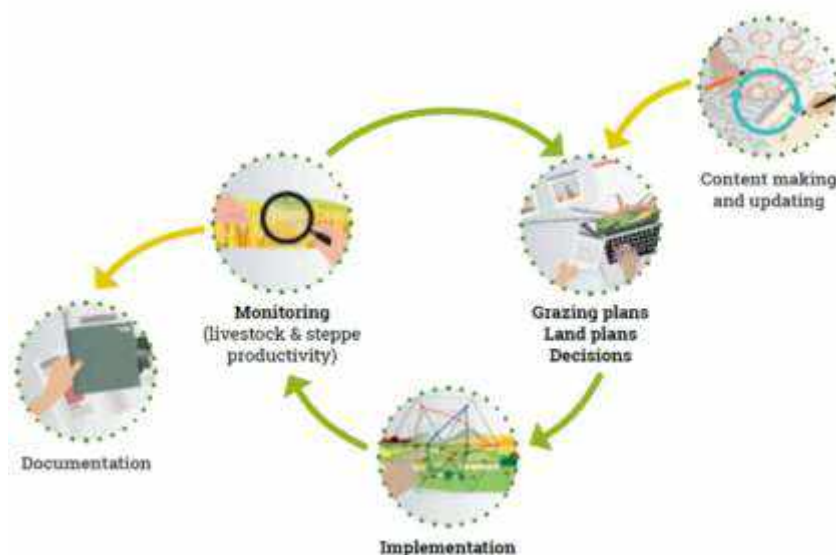 Content making
and updating
Monitoring
(livestock & steppe
productivity)
Grazing plans
Land plans
Decisions
Documentation
Implementation